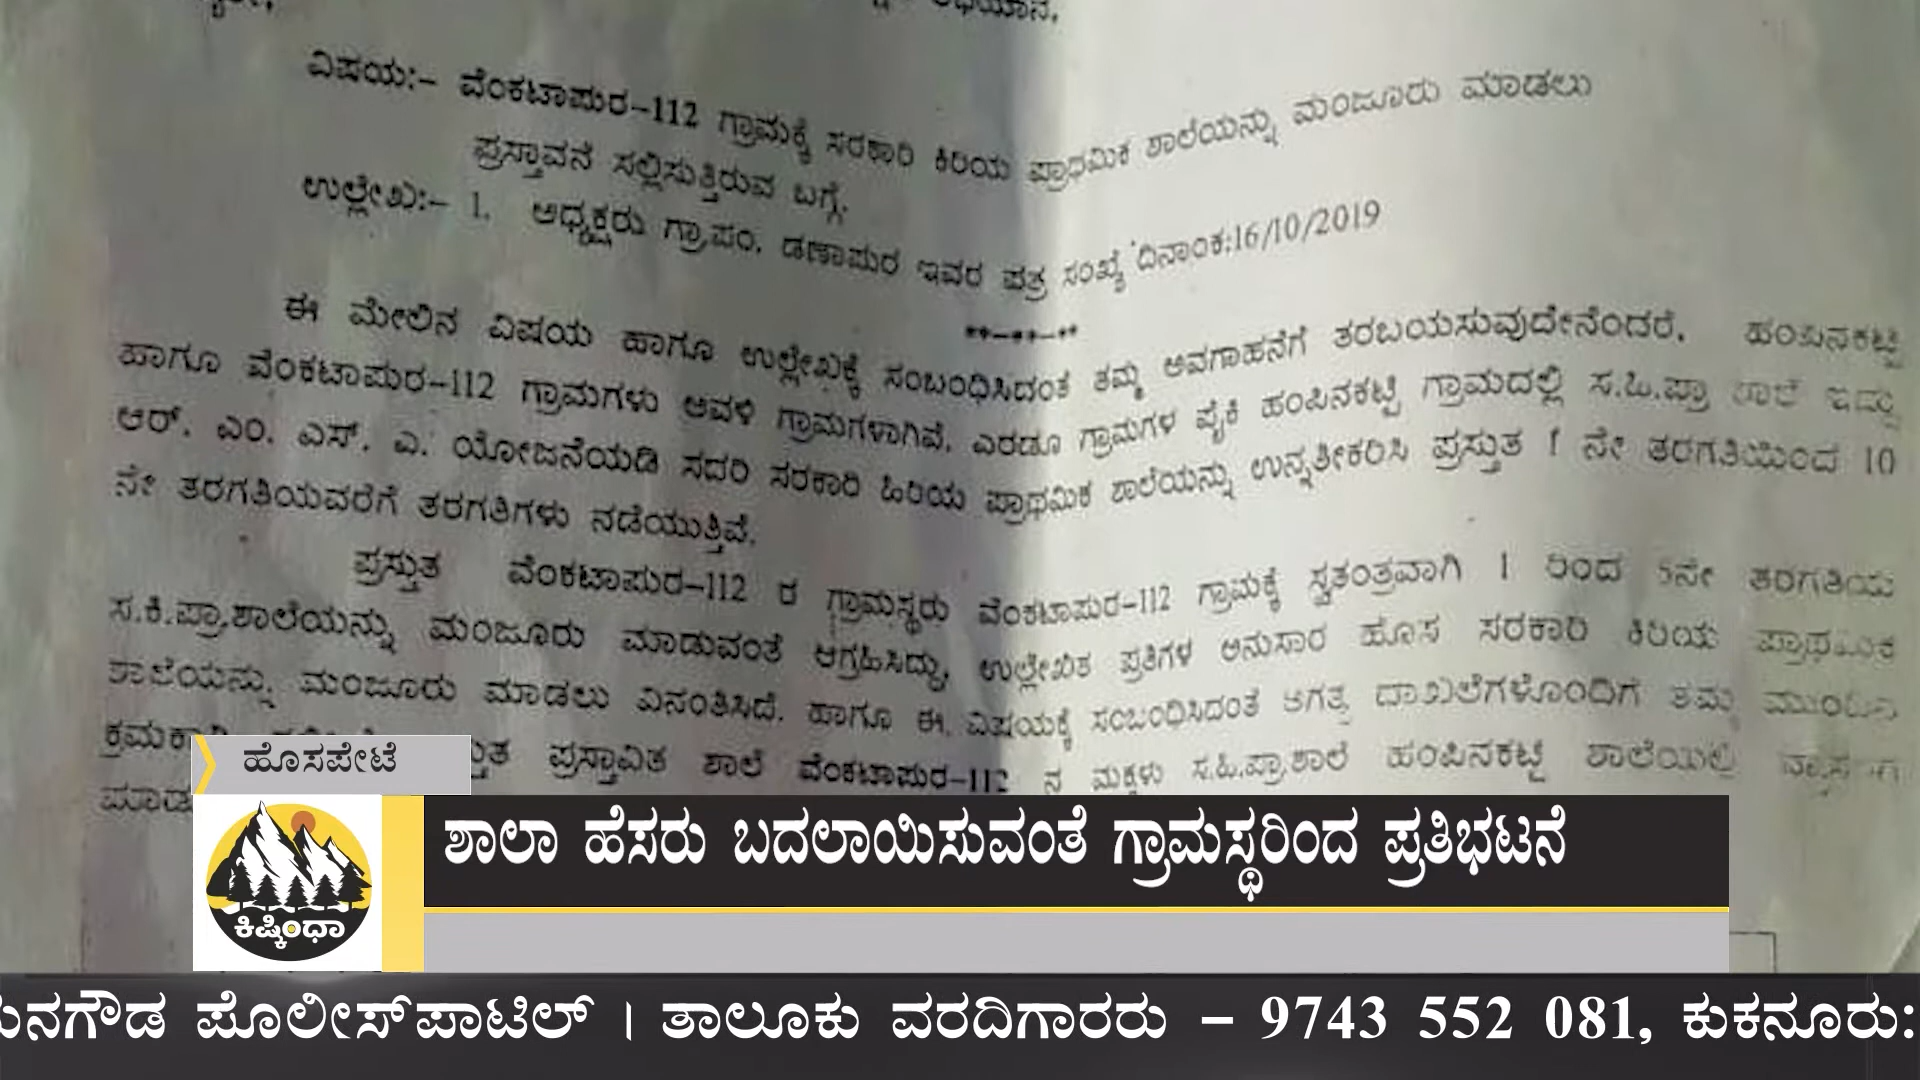 ವಿಷಯ:– ವೆಂಕಟಾಪುರ–112 ಗ್ರಾಮಕ್ಕೆ ಸರಕಾರಿ ಕಿರಿಯ ಪ್ರಾಥಮಿಕ ಶಾಲೆಯನ್ನು ಮಂಜೂರು ಮಾಡಲು
ಪ್ರಸ್ತಾವನೆ ಸಲ್ಲಿಸುತ್ತಿರುವ ಬಗ್ಗೆ.
ಉಲ್ಲೇಖ:– 1. ಅಧ್ಯಕ್ಷರು ಗ್ರಾ.ಪಂ. ಡಣಾಪುರ ಇವರ ಪತ್ರ ಸಂಖ್ಯೆ ದಿನಾಂಕ:16/10/2019
**–**–**
ಈ ಮೇಲಿನ ವಿಷಯ ಹಾಗೂ ಉಲ್ಲೇಖಕ್ಕೆ ಸಂಬಂಧಿಸಿದಂತೆ ತಮ್ಮ ಅವಗಾಹನೆಗೆ ತರಬಯಸುವುದೇನೆಂದರೆ, ಹಂಪಿನಕಟ್ಟೆ
ಹಾಗೂ ವೆಂಕಟಾಪುರ–112 ಗ್ರಾಮಗಳು ಅವಳಿ ಗ್ರಾಮಗಳಾಗಿವೆ. ಎರಡೂ ಗ್ರಾಮಗಳ ಪೈಕಿ ಹಂಪಿನಕಟ್ಟಿ ಗ್ರಾಮದಲ್ಲಿ ಸ.ಹಿ.ಪ್ರಾ ಶಾಲೆ ಇದ್ದು
ಆರ್. ಎಂ. ಎಸ್. ಎ. ಯೋಜನೆಯಡಿ ಸದರಿ ಸರಕಾರಿ ಹಿರಿಯ ಪ್ರಾಥಮಿಕ ಶಾಲೆಯನ್ನು ಉನ್ನತೀಕರಿಸಿ ಪ್ರಸ್ತುತ 1 ನೇ ತರಗತಿಯಿಂದ 10
ನೇ ತರಗತಿಯವರೆಗೆ ತರಗತಿಗಳು ನಡೆಯುತ್ತಿವೆ.
ಪ್ರಸ್ತುತ ವೆಂಕಟಾಪುರ–112 ರ ಗ್ರಾಮಸ್ಥರು ವೆಂಕಟಾಪುರ–112 ಗ್ರಾಮಕ್ಕೆ ಸ್ವತಂತ್ರವಾಗಿ 1 ರಿಂದ 5ನೇ ತರಗತಿಯ
ಸ.ಕಿ.ಪ್ರಾ.ಶಾಲೆಯನ್ನು ಮಂಜೂರು ಮಾಡುವಂತೆ ಆಗ್ರಹಿಸಿದ್ದು, ಉಲ್ಲೇಖಿತ ಪ್ರತಿಗಳ ಅನುಸಾರ ಹೊಸ ಸರಕಾರಿ ಕಿರಿಯ ಪ್ರಾಥಮಿಕ
ಶಾಲೆಯನ್ನು ಮಂಜೂರು ಮಾಡಲು ವಿನಂತಿಸಿದೆ. ಹಾಗೂ ಈ ವಿಷಯಕ್ಕೆ ಸಂಬಂಧಿಸಿದಂತೆ ಅಗತ್ಯ ದಾಖಲೆಗಳೊಂದಿಗೆ ತಮ್ಮ ಮುಂದಿನ
ಪ್ರಸ್ತಾವಿತ ಶಾಲೆ ವೆಂಕಟಾಪುರ–112 ನ ಮಕ್ಕಳು ಸ.ಹಿ.ಪ್ರಾ.ಶಾಲೆ ಹಂಪಿನಕಟ್ಟೆ ಶಾಲೆಯಲ್ಲಿ
ಹೊಸಪೇಟೆ
ಶಾಲಾ ಹೆಸರು ಬದಲಾಯಿಸುವಂತೆ ಗ್ರಾಮಸ್ಥರಿಂದ ಪ್ರತಿಭಟನೆ
ಕಿಷ್ಕಿಂಧಾ
ಮನಗೌಡ ಪೊಲೀಸ್‌ಪಾಟಿಲ್ | ತಾಲೂಕು ವರದಿಗಾರರು – 9743 552 081, ಕುಕನೂರು: